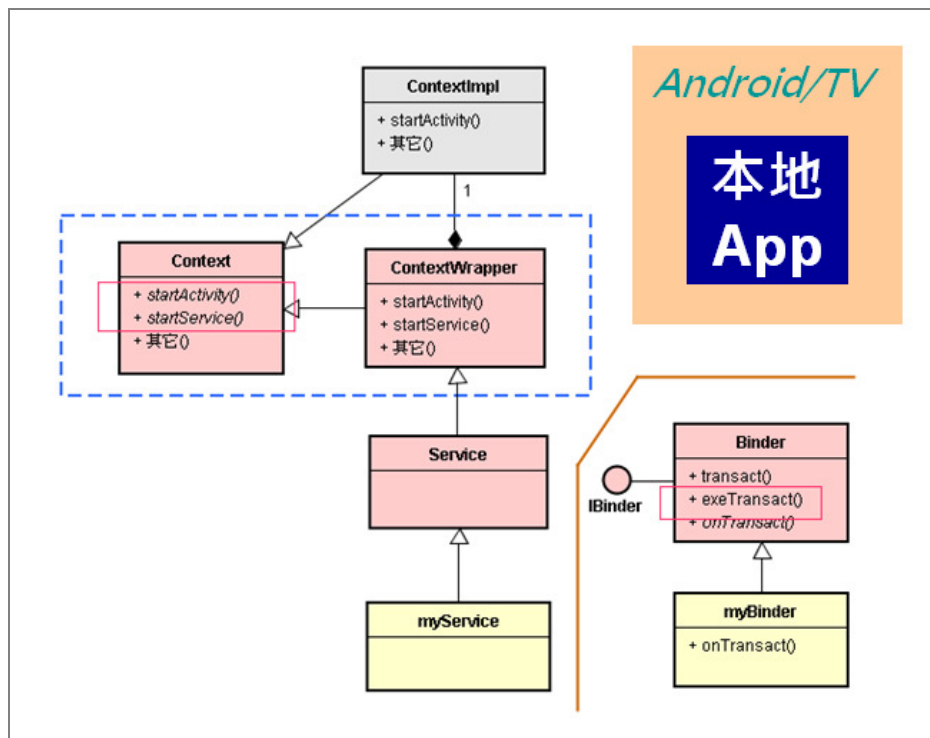 ContextImpl
+ startActivity()
+ 其它()
Android/TV
本地
App
1
Context
+ startActivity()
+ startService()
+ 其它()
ContextWrapper
+ startActivity()
+ startService()
+ 其它()
Service
myService
IBinder
Binder
+ transact()
+ exeTransact()
+ onTransact()
myBinder
+ onTransact()